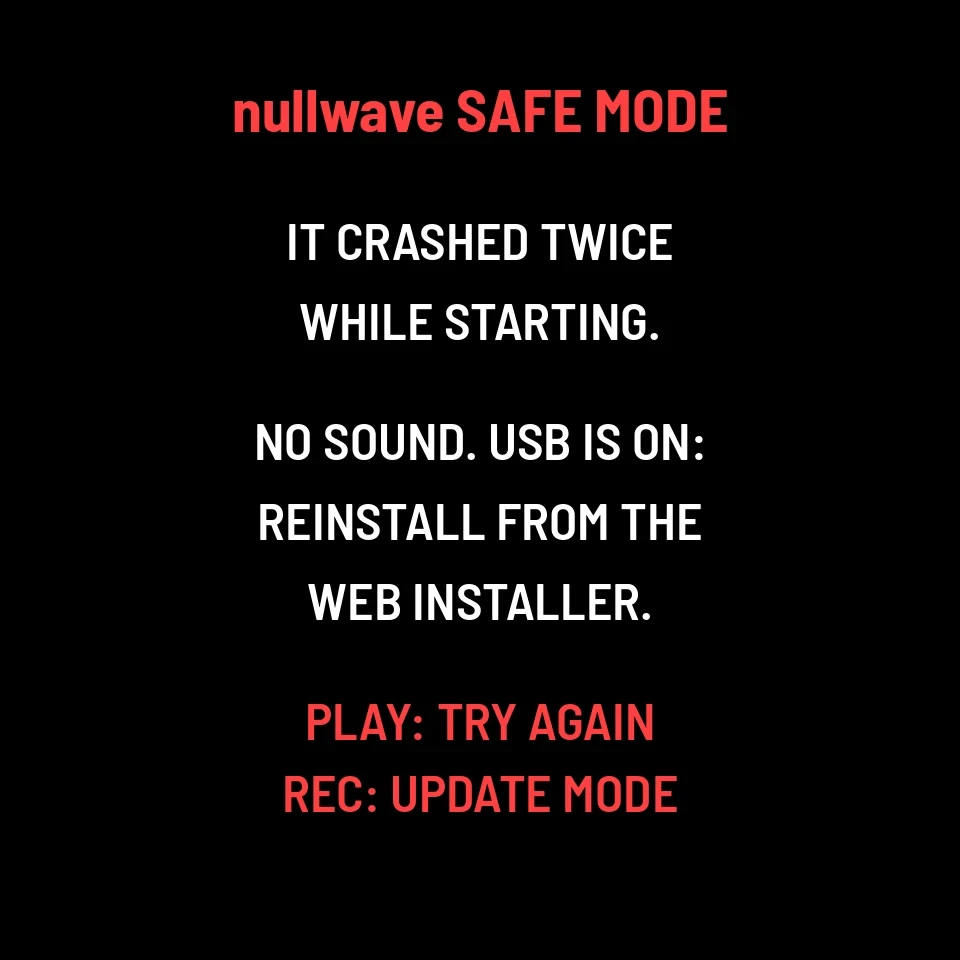 nullwave SAFE MODE
IT CRASHED TWICE
WHILE STARTING.
NO SOUND. USB IS ON:
REINSTALL FROM THE
WEB INSTALLER.
PLAY: TRY AGAIN
REC: UPDATE MODE